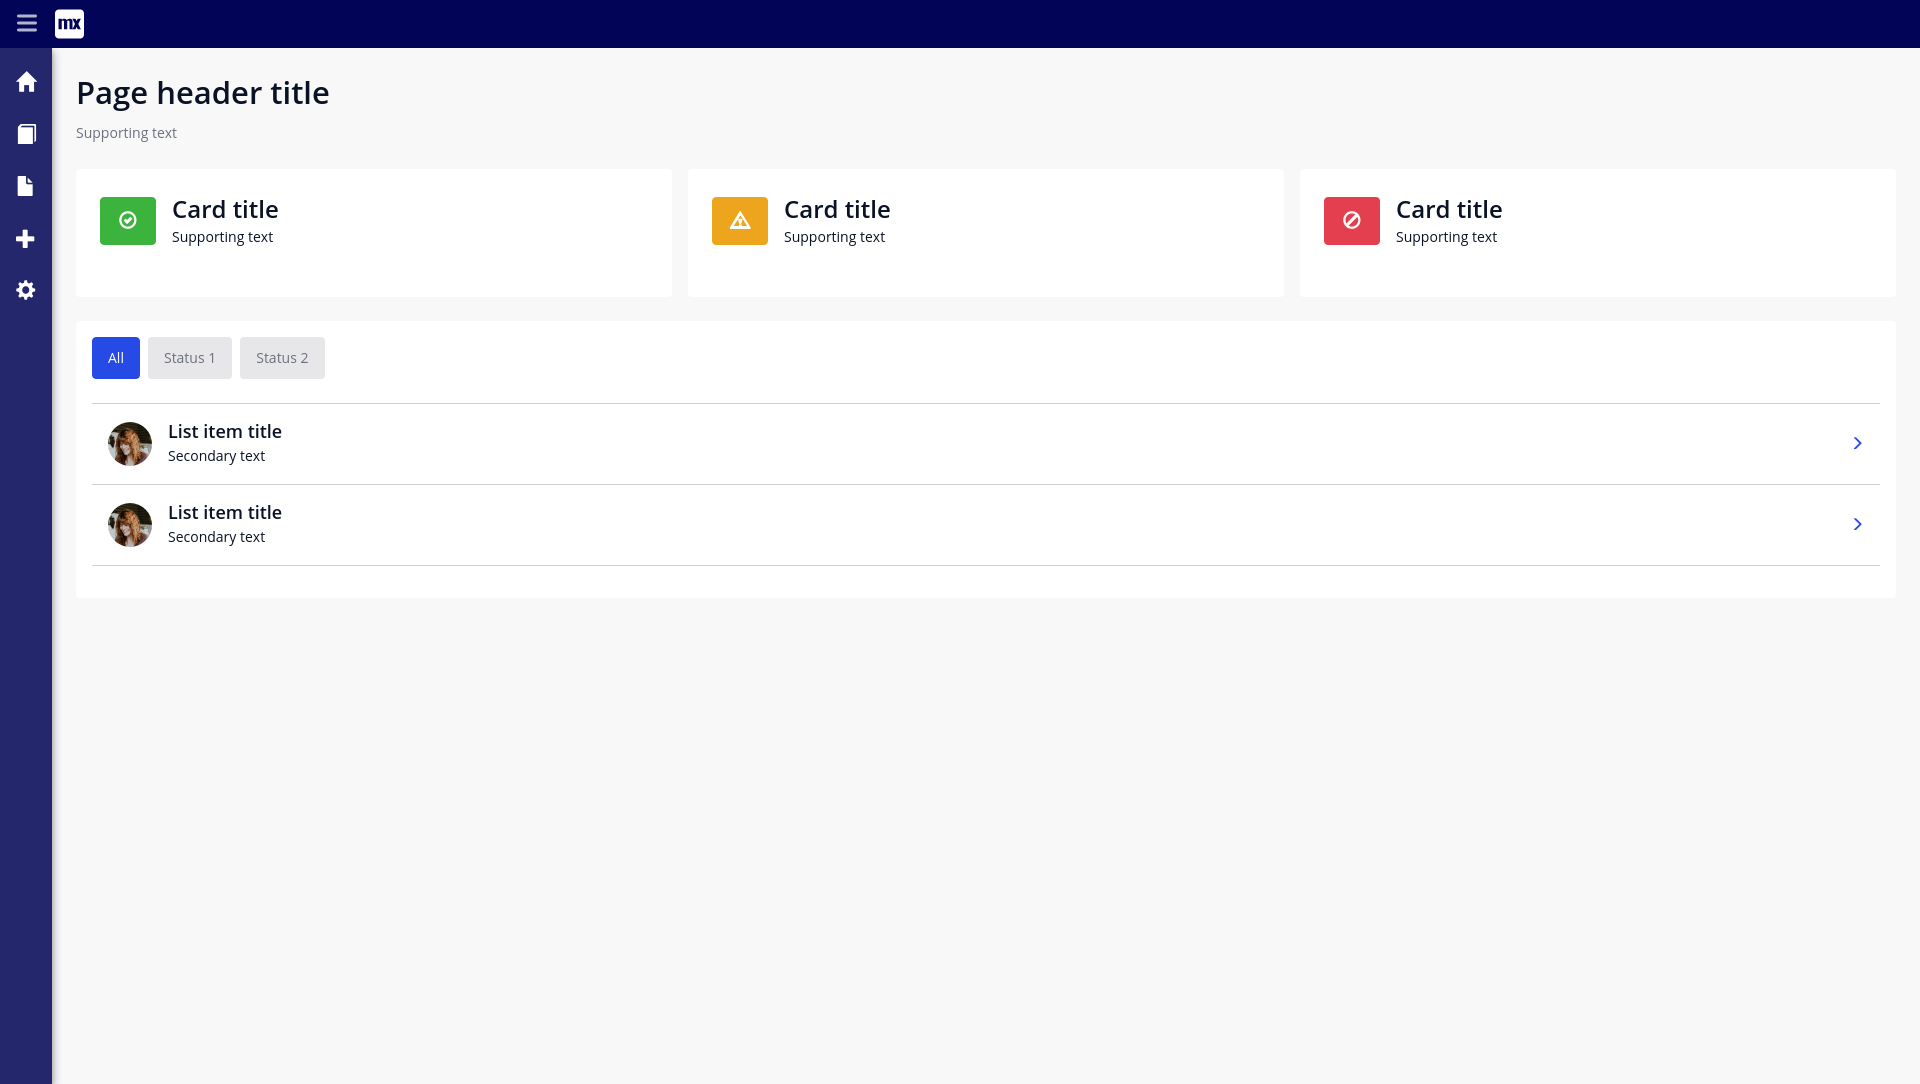 mx
Page header title
Supporting text
Card title
Supporting text
Card title
Supporting text
Card title
Supporting text
All
Status 1
Status 2
List item title
Secondary text
List item title
Secondary text